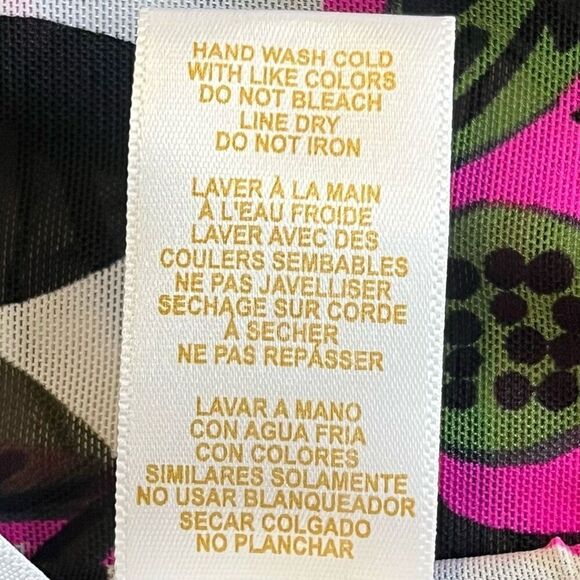 HAND WASH COLD
WITH LIKE COLORS
DO NOT BLEACH
LINE DRY
DO NOT IRON
LAVER À LA MAIN
À L'EAU FROIDE
LAVER AVEC DES
COULERS SEMBABLES
NE PAS JAVELLISER
SECHAGE SUR CORDE
À SECHER
NE PAS REPÁSSER
LAVAR A MANO
CON AGUA FRIA
CON COLORES
SIMILARES SOLAMENTE
NO USAR BLANQUEADOR
SECAR COLGADO
NO PLANCHAR